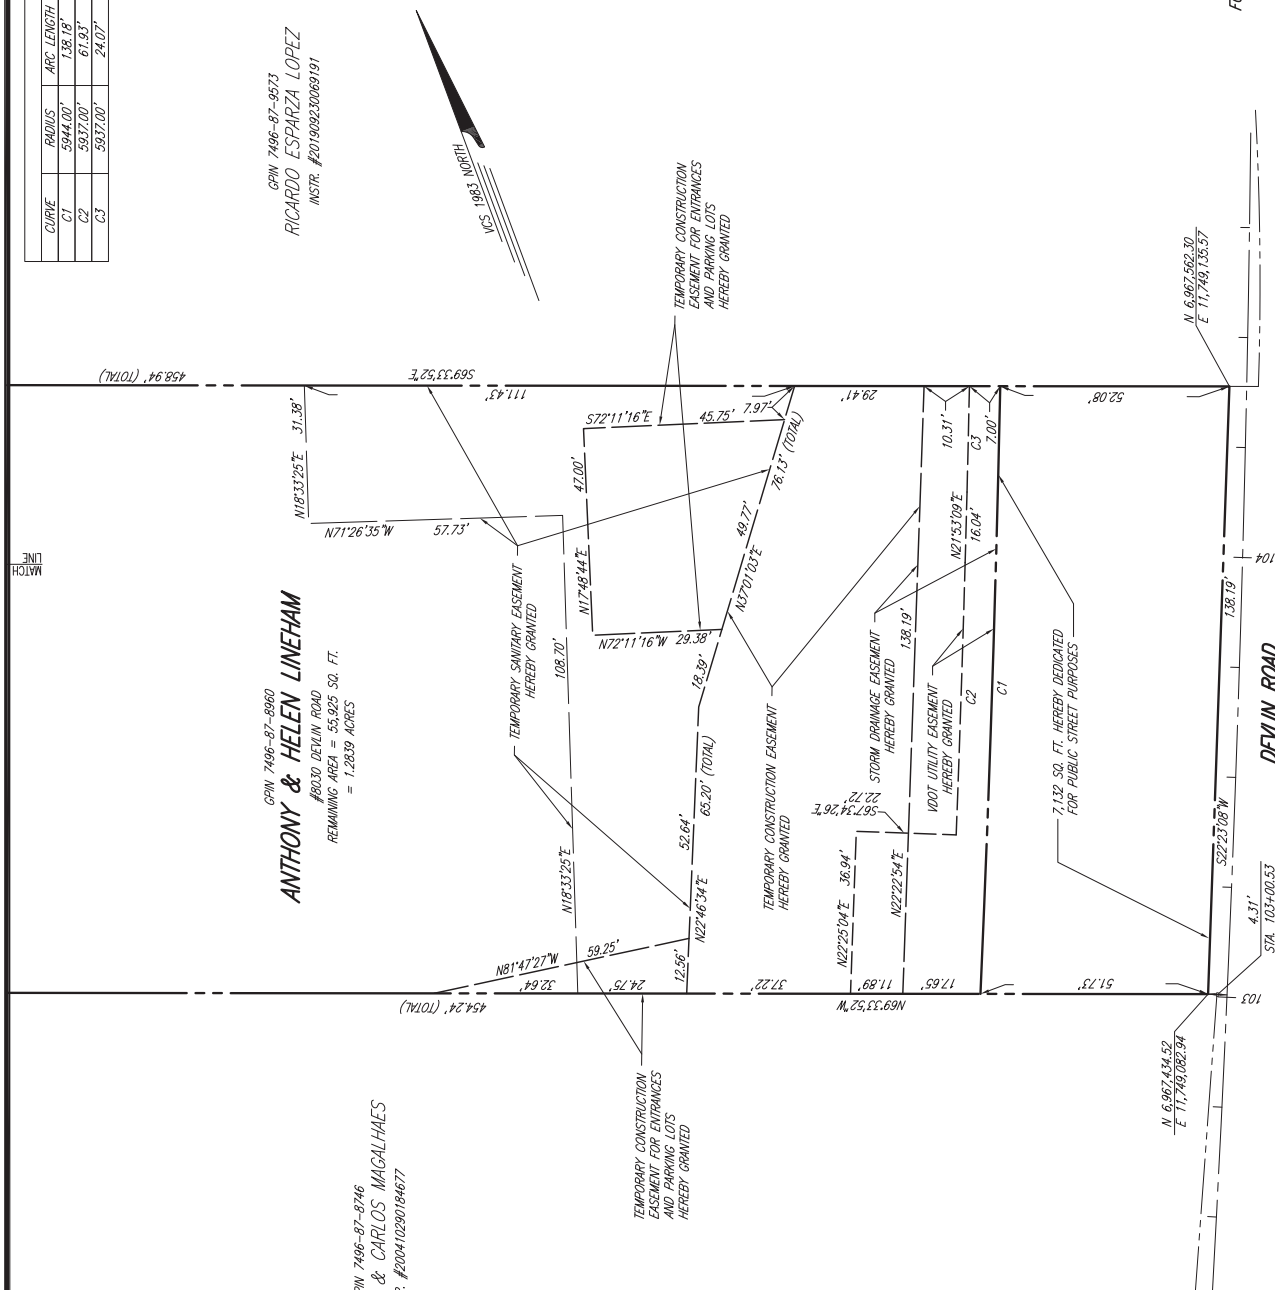 CURVE RADIUS ARC LENGTH
C1 5944.00' 138.18'
C2 5937.00' 61.93'
C3 5937.00' 24.07'
GPIN 7496-87-9573
RICARDO ESPARZA LOPEZ
INSTR. #201909230069191
VCS 1983 NORTH
TEMPORARY CONSTRUCTION
EASEMENT FOR ENTRANCES
AND PARKING LOTS
HEREBY GRANTED
N 6,967,562.30
E 11,749,135.57
458.94' (TOTAL)
S69°33'52"E
111.43'
29.41'
52.08'
MATCH
LINE
N18°33'25"E 31.38'
N71°26'35"W 57.73'
S72°11'16"E 45.75'
7.97'
47.00'
N17°48'44"E
N72°11'16"W 29.38'
49.77'
76.13' (TOTAL)
N37°01'03"E
18.39'
10.31'
C3
7.00'
N21°53'09"E
16.04'
GPIN 7496-87-8960
ANTHONY & HELEN LINEHAM
#8030 DEVLIN ROAD
REMAINING AREA = 55,925 SQ. FT.
= 1.2839 ACRES
TEMPORARY SANITARY EASEMENT
HEREBY GRANTED
108.70'
N18°33'25"E
52.64'
65.20' (TOTAL)
N22°46'34"E
12.56'
TEMPORARY CONSTRUCTION EASEMENT
HEREBY GRANTED
STORM DRAINAGE EASEMENT
HEREBY GRANTED
138.19'
VDOT UTILITY EASEMENT
HEREBY GRANTED
C2
C1
S67°34'26"E
22.72'
N22°25'04"E 36.94'
N22°22'54"E
7,132 SQ. FT. HEREBY DEDICATED
FOR PUBLIC STREET PURPOSES
138.19'
S22°23'08"W
104
DEVLIN ROAD
4.31'
STA. 103+00.53
103
N81°47'27"W 59.25'
454.24' (TOTAL)
32.64'
24.75'
37.22'
11.89'
17.65'
N69°33'52"W
51.73'
TEMPORARY CONSTRUCTION
EASEMENT FOR ENTRANCES
AND PARKING LOTS
HEREBY GRANTED
N 6,967,434.52
E 11,749,082.94
7496-87-8746
& CARLOS MAGALHAES
#200410290184677